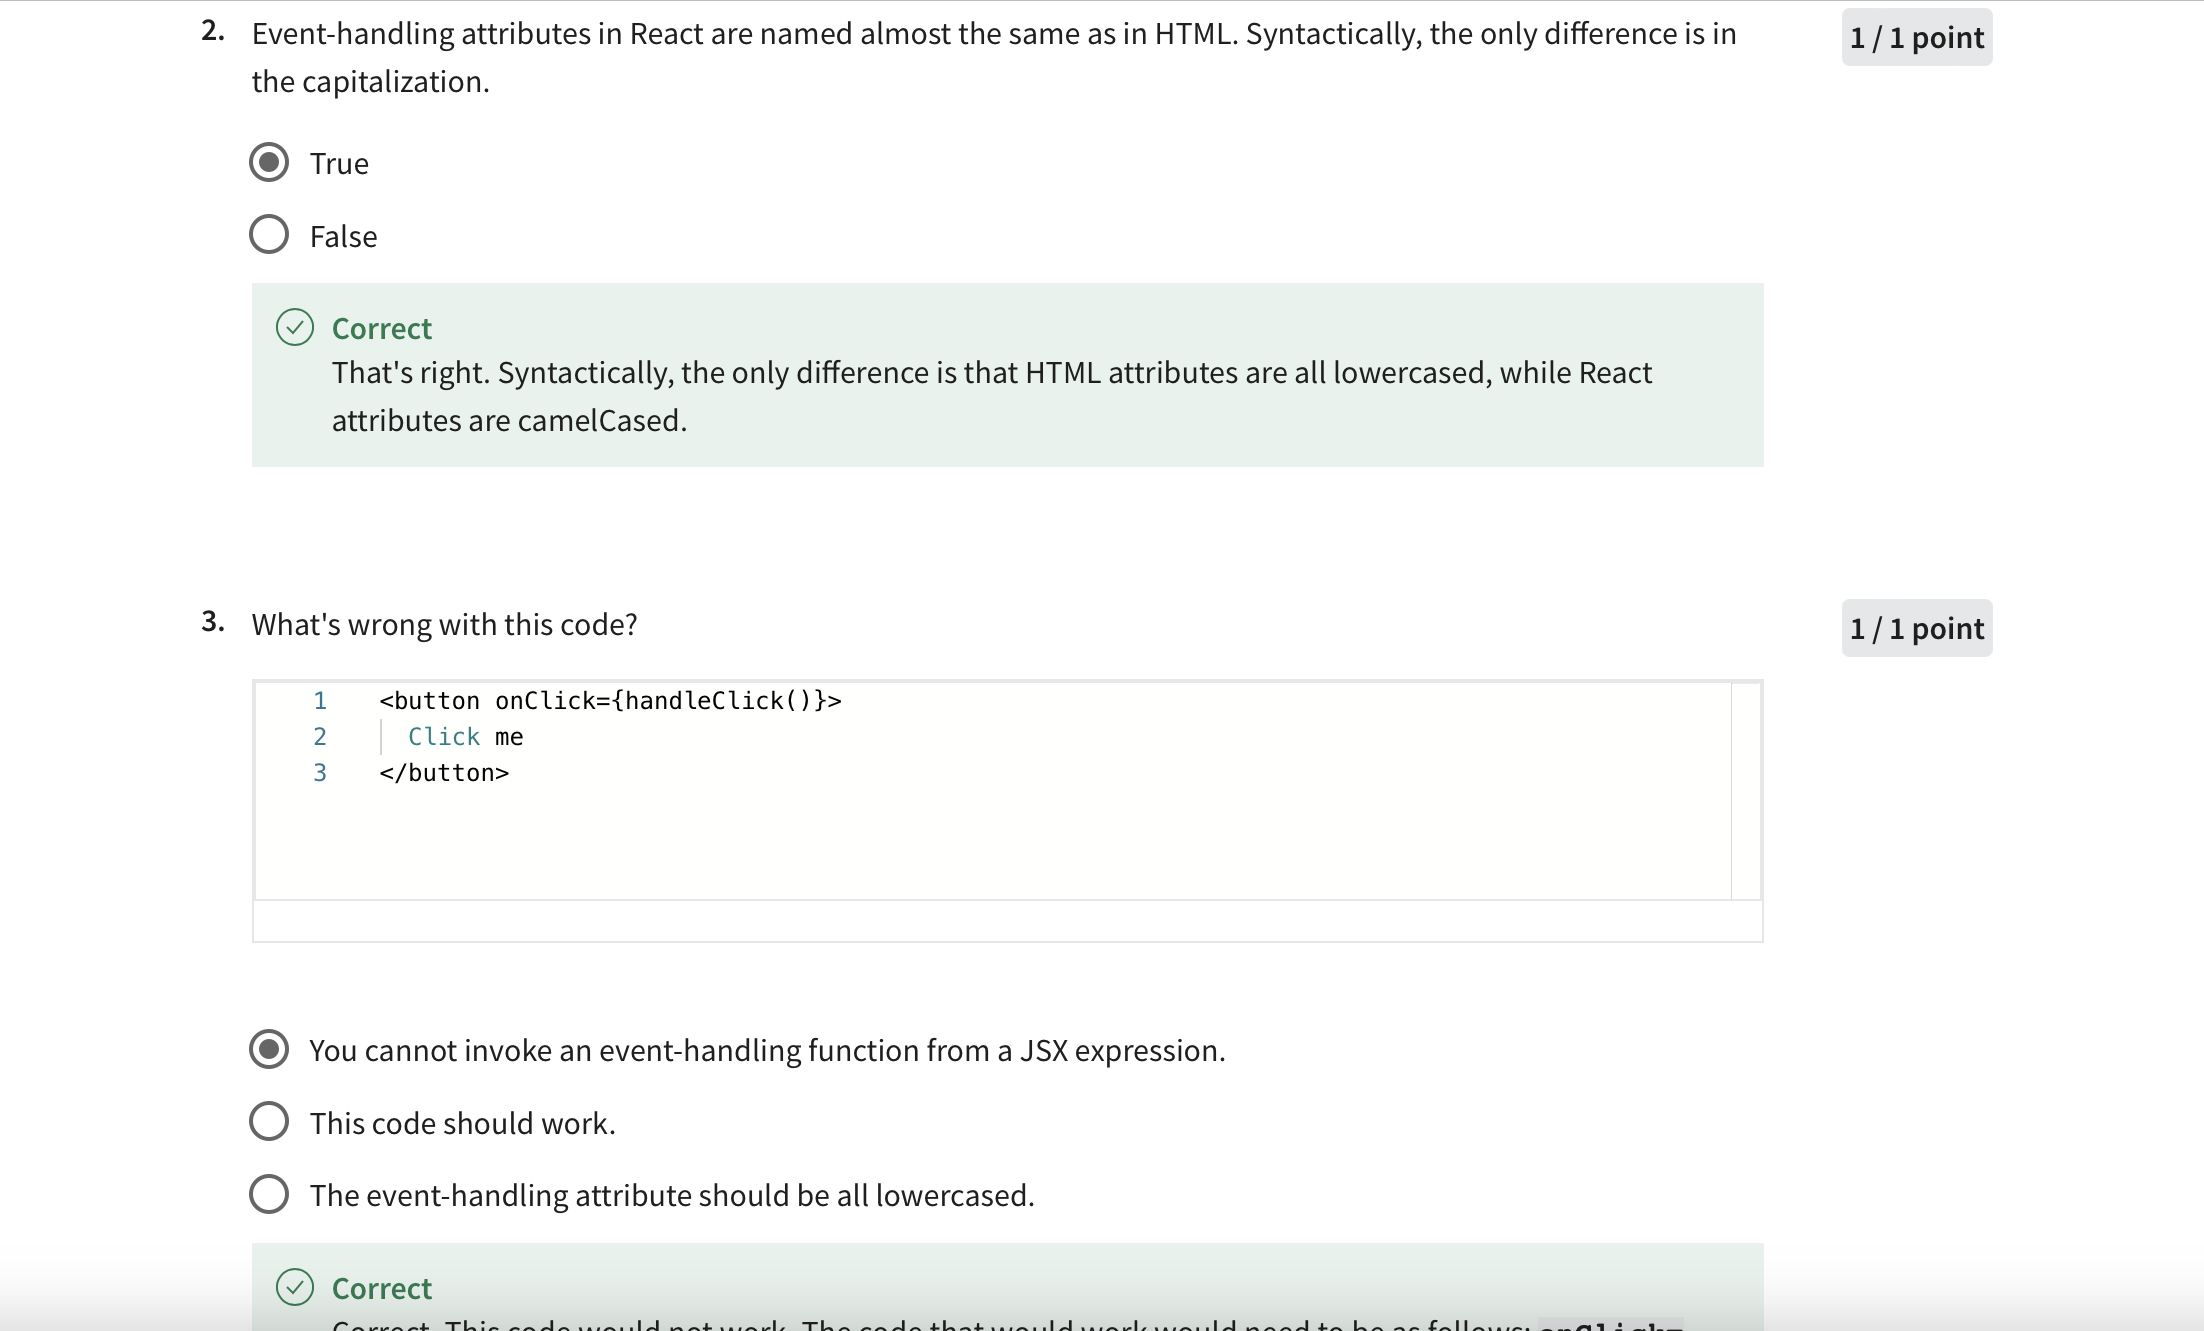 2. Event-handling attributes in React are named almost the same as in HTML. Syntactically, the only difference is in
the capitalization.
1 / 1 point
True
False
Correct
That's right. Syntactically, the only difference is that HTML attributes are all lowercased, while React
attributes are camelCased.
3. What's wrong with this code?
1 / 1 point
1 <button onClick={handleClick()}>
2 Click me
3 </button>
You cannot invoke an event-handling function from a JSX expression.
This code should work.
The event-handling attribute should be all lowercased.
Correct
Correct. This code would not work. The code that would work would need to be as follows: onClick=